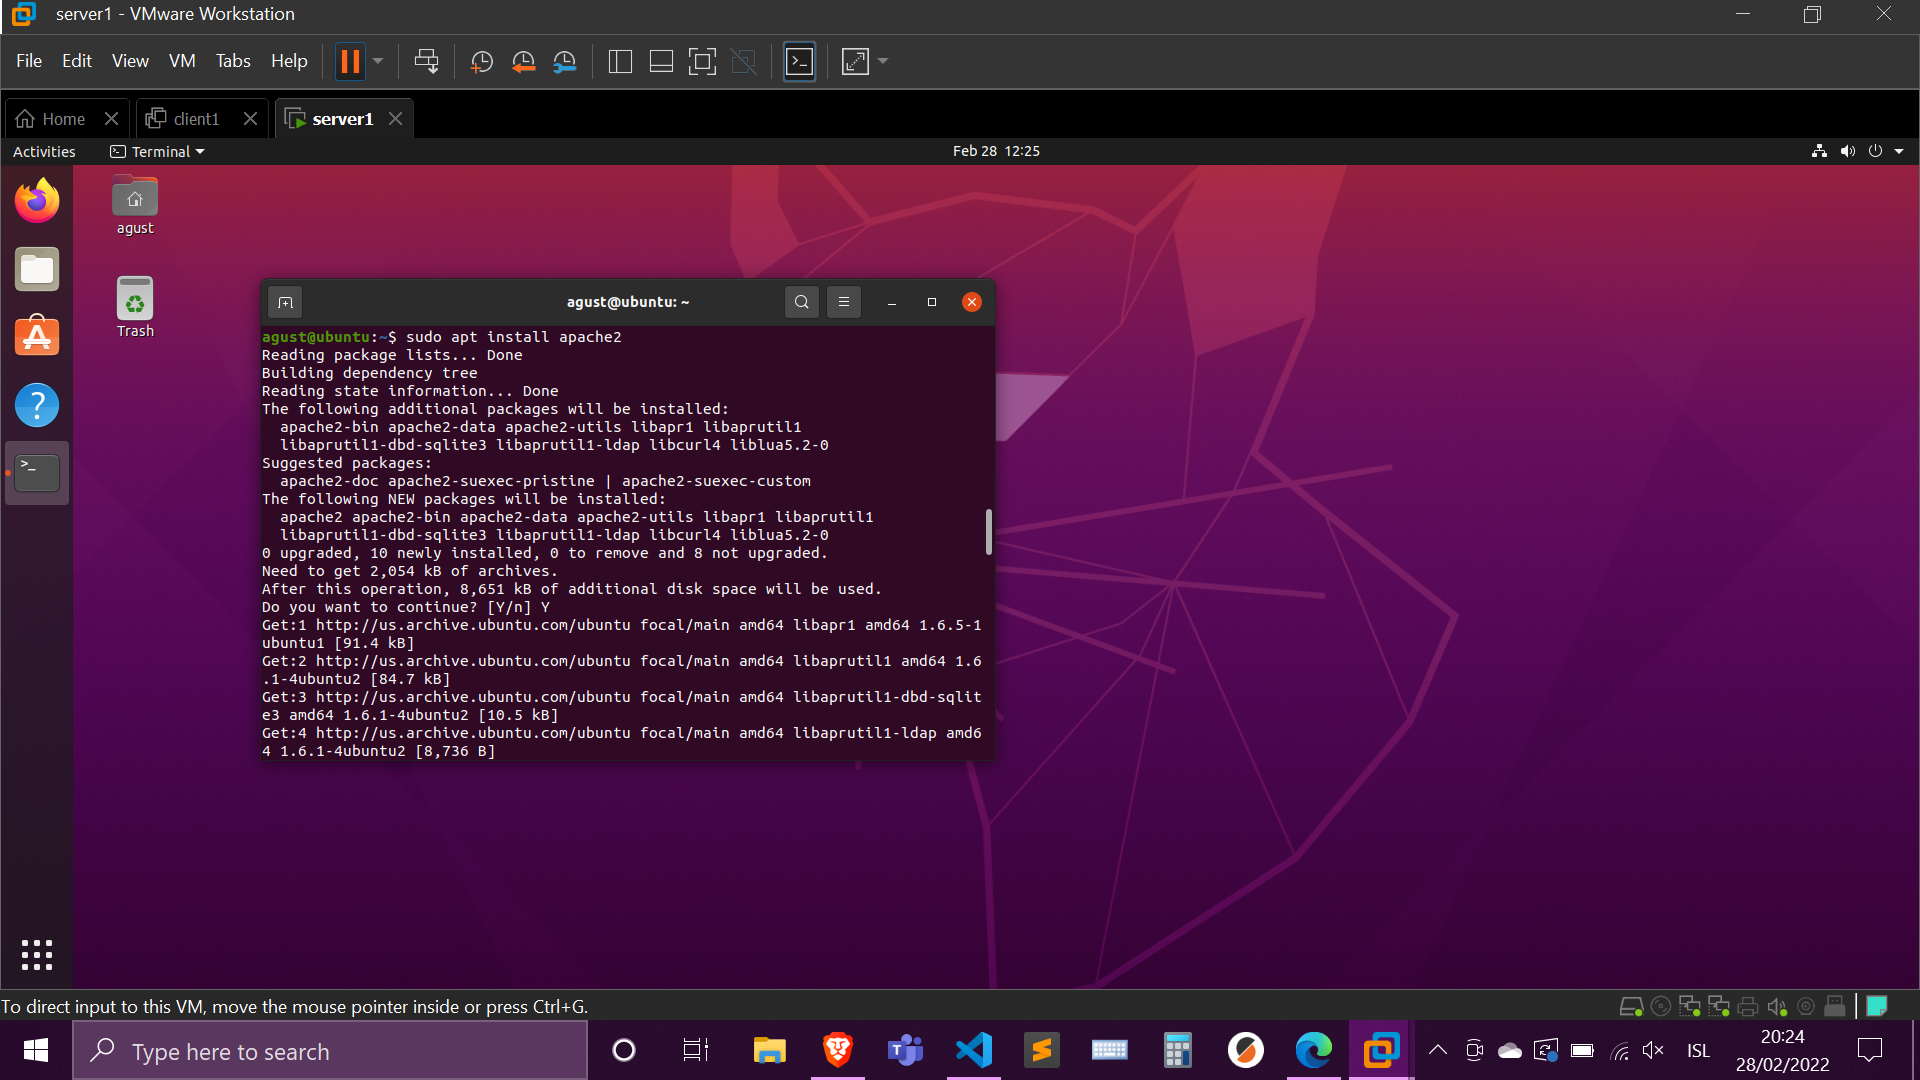 server1 - VMware Workstation
File Edit View VM Tabs Help
Home client1 server1
Activities Terminal Feb 28 12:25
agust
Trash
agust@ubuntu: ~
agust@ubuntu:~$ sudo apt install apache2
Reading package lists... Done
Building dependency tree
Reading state information... Done
The following additional packages will be installed:
apache2-bin apache2-data apache2-utils libapr1 libaprutil1
libaprutil1-dbd-sqlite3 libaprutil1-ldap libcurl4 liblua5.2-0
Suggested packages:
apache2-doc apache2-suexec-pristine | apache2-suexec-custom
The following NEW packages will be installed:
apache2 apache2-bin apache2-data apache2-utils libapr1 libaprutil1
libaprutil1-dbd-sqlite3 libaprutil1-ldap libcurl4 liblua5.2-0
0 upgraded, 10 newly installed, 0 to remove and 8 not upgraded.
Need to get 2,054 kB of archives.
After this operation, 8,651 kB of additional disk space will be used.
Do you want to continue? [Y/n] Y
Get:1 http://us.archive.ubuntu.com/ubuntu focal/main amd64 libapr1 amd64 1.6.5-1
ubuntu1 [91.4 kB]
Get:2 http://us.archive.ubuntu.com/ubuntu focal/main amd64 libaprutil1 amd64 1.6
.1-4ubuntu2 [84.7 kB]
Get:3 http://us.archive.ubuntu.com/ubuntu focal/main amd64 libaprutil1-dbd-sqlit
e3 amd64 1.6.1-4ubuntu2 [10.5 kB]
Get:4 http://us.archive.ubuntu.com/ubuntu focal/main amd64 libaprutil1-ldap amd6
4 1.6.1-4ubuntu2 [8,736 B]
To direct input to this VM, move the mouse pointer inside or press Ctrl+G.
Type here to search
ISL
20:24
28/02/2022